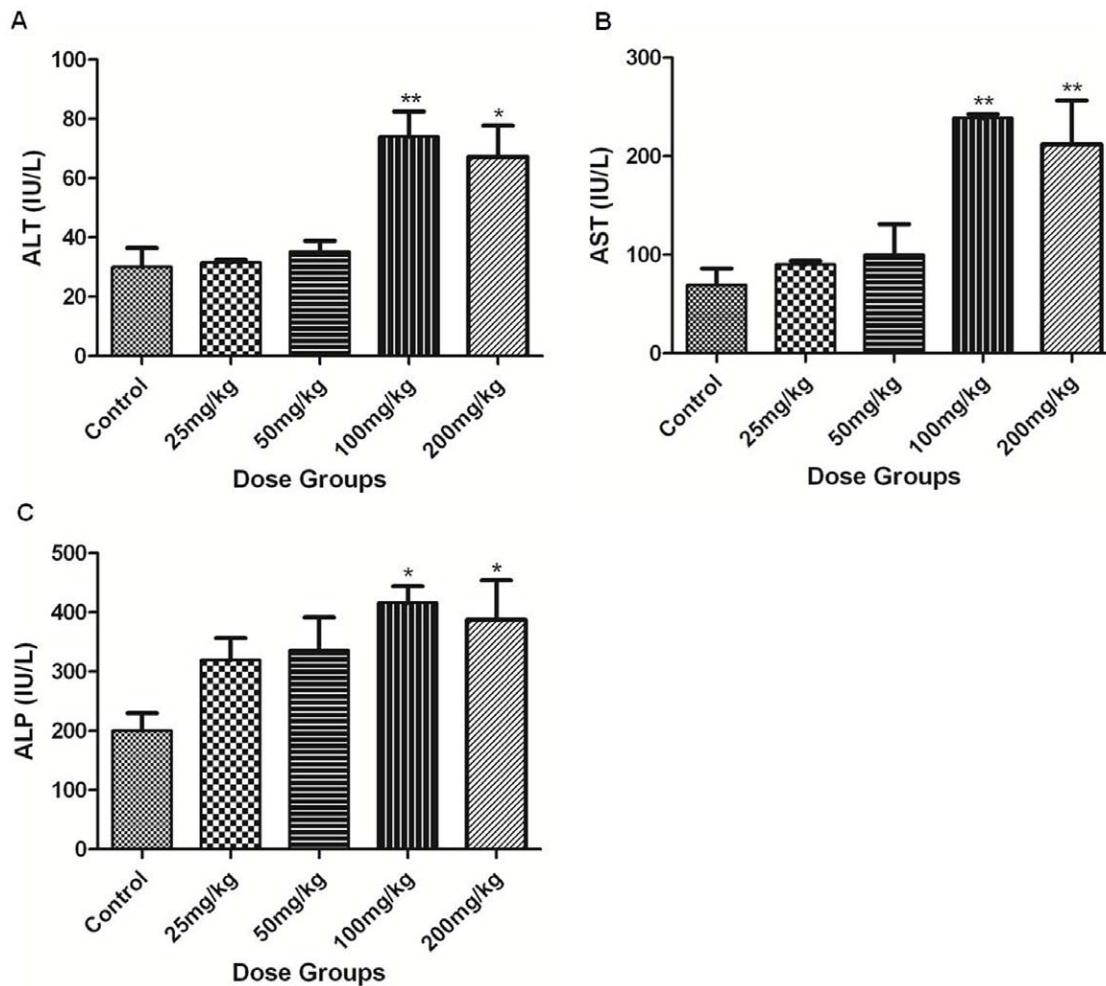 A
ALT (IU/L)
100
80
60
40
20
0
**
*
Control
25mg/kg
50mg/kg
100mg/kg
200mg/kg
Dose Groups
B
AST (IU/L)
300
200
100
0
**
**
Control
25mg/kg
50mg/kg
100mg/kg
200mg/kg
Dose Groups
C
ALP (IU/L)
500
400
300
200
100
0
*
*
Control
25mg/kg
50mg/kg
100mg/kg
200mg/kg
Dose Groups